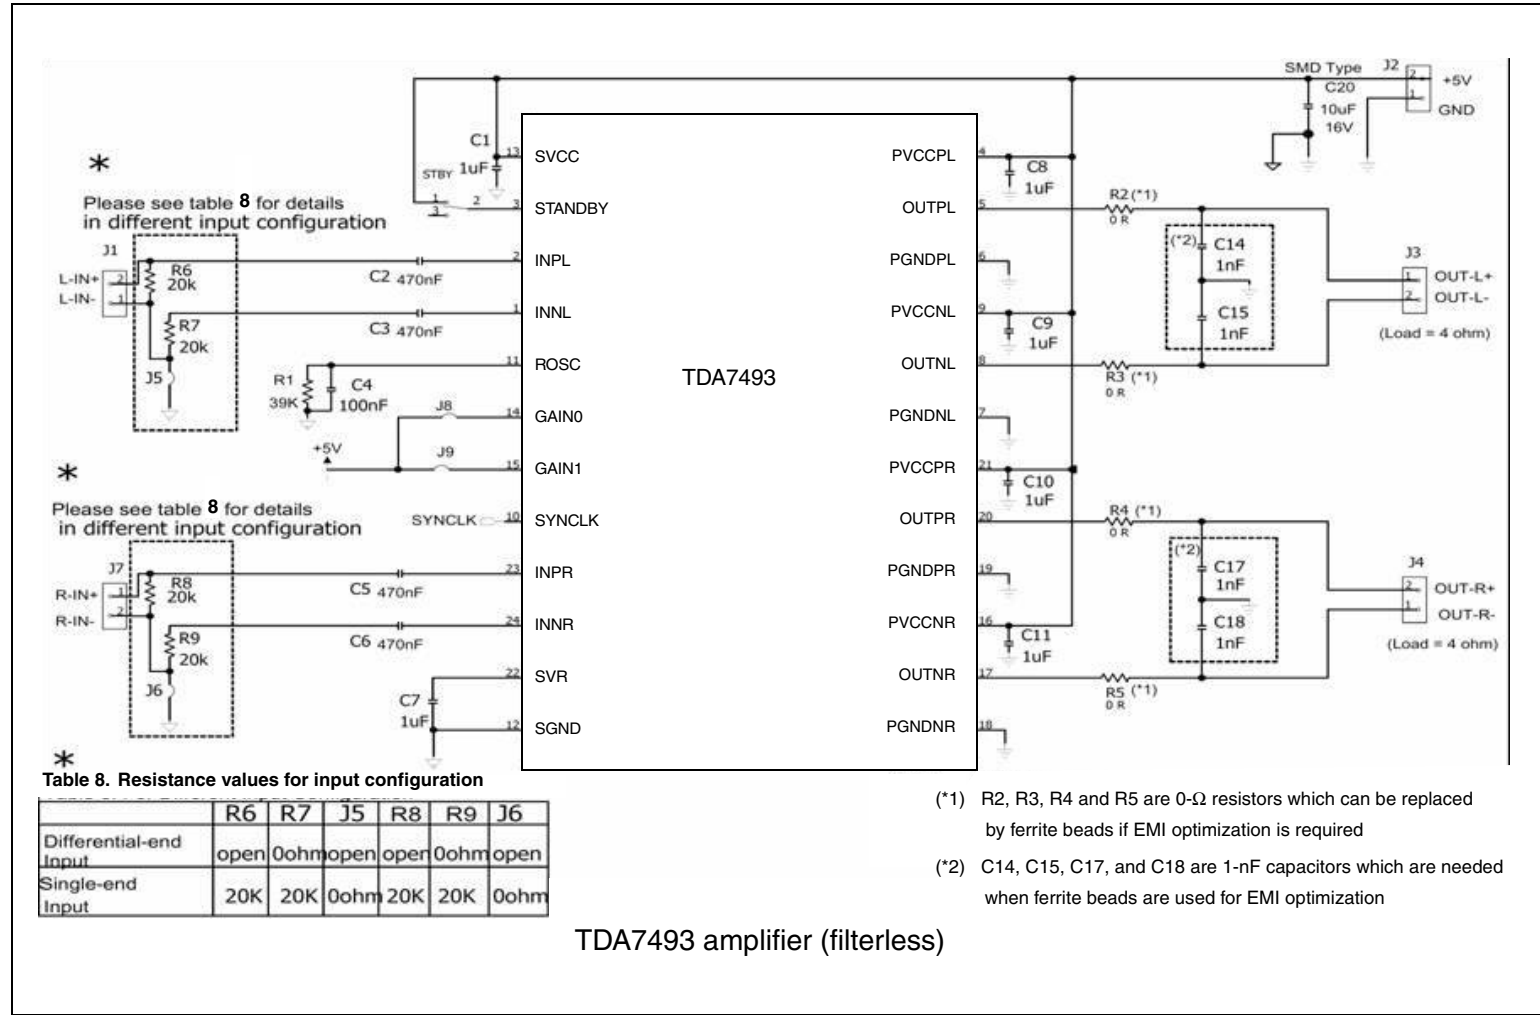 SMD Type
J2
C20
10uF
16V
2
+5V
1
GND
*
Please see table 8 for details
in different input configuration
C1
1uF
13
SVCC
STBY
1
3
2
3
STANDBY
J1
L-IN+
2
L-IN-
1
R6
20k
R7
20k
J5
C2 470nF
2
INPL
C3 470nF
1
INNL
R1
39K
C4
100nF
11
ROSC
J8
14
GAIN0
+5V
J9
15
GAIN1
SYNCLK
10
SYNCLK
*
Please see table 8 for details
in different input configuration
J7
R-IN+
1
R-IN-
2
R8
20k
R9
20k
J6
C5 470nF
23
INPR
C6 470nF
24
INNR
C7
1uF
22
SVR
12
SGND
TDA7493
PVCCPL
4
C8
1uF
OUTPL
5
R2 (*1)
0 R
PGNDPL
6
PVCCNL
9
C9
1uF
OUTNL
8
R3 (*1)
0 R
PGNDNL
7
PVCCPR
21
C10
1uF
OUTPR
20
R4 (*1)
0 R
PGNDPR
19
PVCCNR
16
C11
1uF
OUTNR
17
R5 (*1)
0 R
PGNDNR
18
(*2)
C14
1nF
C15
1nF
J3
1
OUT-L+
2
OUT-L-
(Load = 4 ohm)
(*2)
C17
1nF
C18
1nF
J4
2
OUT-R+
1
OUT-R-
(Load = 4 ohm)
*
Table 8. Resistance values for input configuration
R6 R7 J5 R8 R9 J6
Differential-end
Input
open 0ohm open open 0ohm open
Single-end
Input
20K 20K 0ohm 20K 20K 0ohm
(*1) R2, R3, R4 and R5 are 0-Ω resistors which can be replaced
by ferrite beads if EMI optimization is required
(*2) C14, C15, C17, and C18 are 1-nF capacitors which are needed
when ferrite beads are used for EMI optimization
TDA7493 amplifier (filterless)